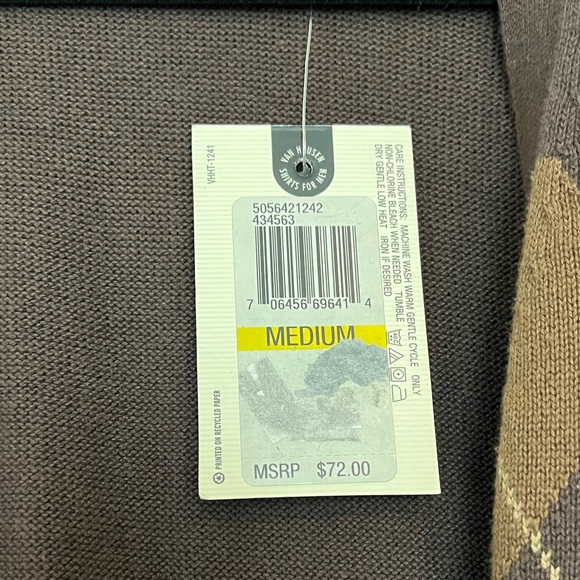 VAN HEUSEN
SHIRTS FOR MEN
VHHT-1241
5056421242
434563
7 06456 69641 4
MEDIUM
MSRP $72.00
CARE INSTRUCTIONS: MACHINE WASH WARM GENTLE CYCLE ONLY
NON-CHLORINE BLEACH WHEN NEEDED TUMBLE
DRY GENTLE LOW HEAT IRON IF DESIRED
PRINTED ON RECYCLED PAPER